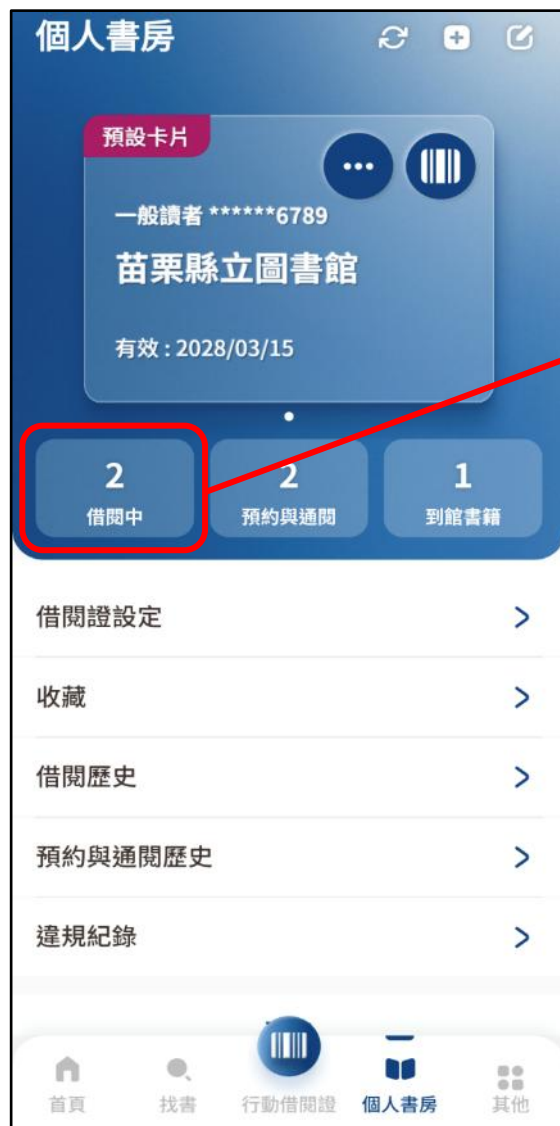 個人書房
預設卡片
一般讀者 ******6789
苗栗縣立圖書館
有效 : 2028/03/15
2 2 1
借閱中 預約與通閱 到館書籍
借閱證設定
收藏
借閱歷史
預約與通閱歷史
違規紀錄
首頁 找書 行動借閱證 個人書房 其他